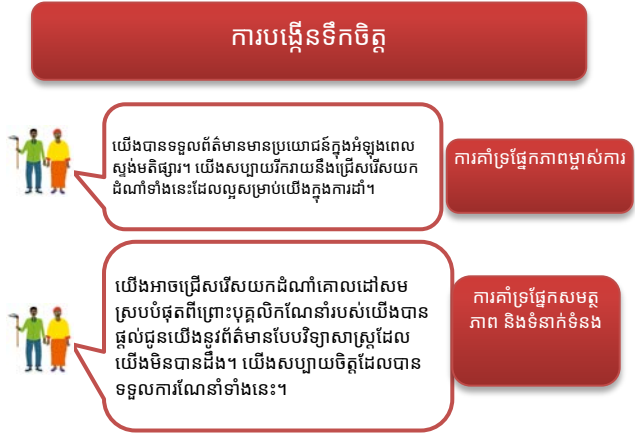 ការបង្កើនទឹកចិត្ត
យើងបានទទួលព័ត៌មានមានប្រយោជន៍ក្នុងអំឡុងពេល
ស្ទង់មតិផ្សារ។ យើងសប្បាយរីករាយនឹងជ្រើសរើសយក
ដំណាំទាំងនេះដែលល្អសម្រាប់យើងក្នុងការដាំ។
ការគាំទ្រផ្នែកភាពម្ចាស់ការ
យើងអាចជ្រើសរើសយកដំណាំគោលដៅសម
ស្របបំផុតពីព្រោះបុគ្គលិកណែនាំរបស់យើងបាន
ផ្តល់ជូនយើងនូវព័ត៌មានបែបវិទ្យាសាស្ត្រដែល
យើងមិនបានដឹង។ យើងសប្បាយចិត្តដែលបាន
ទទួលការណែនាំទាំងនេះ។
ការគាំទ្រផ្នែកសមត្ថ
ភាព និងទំនាក់ទំនង